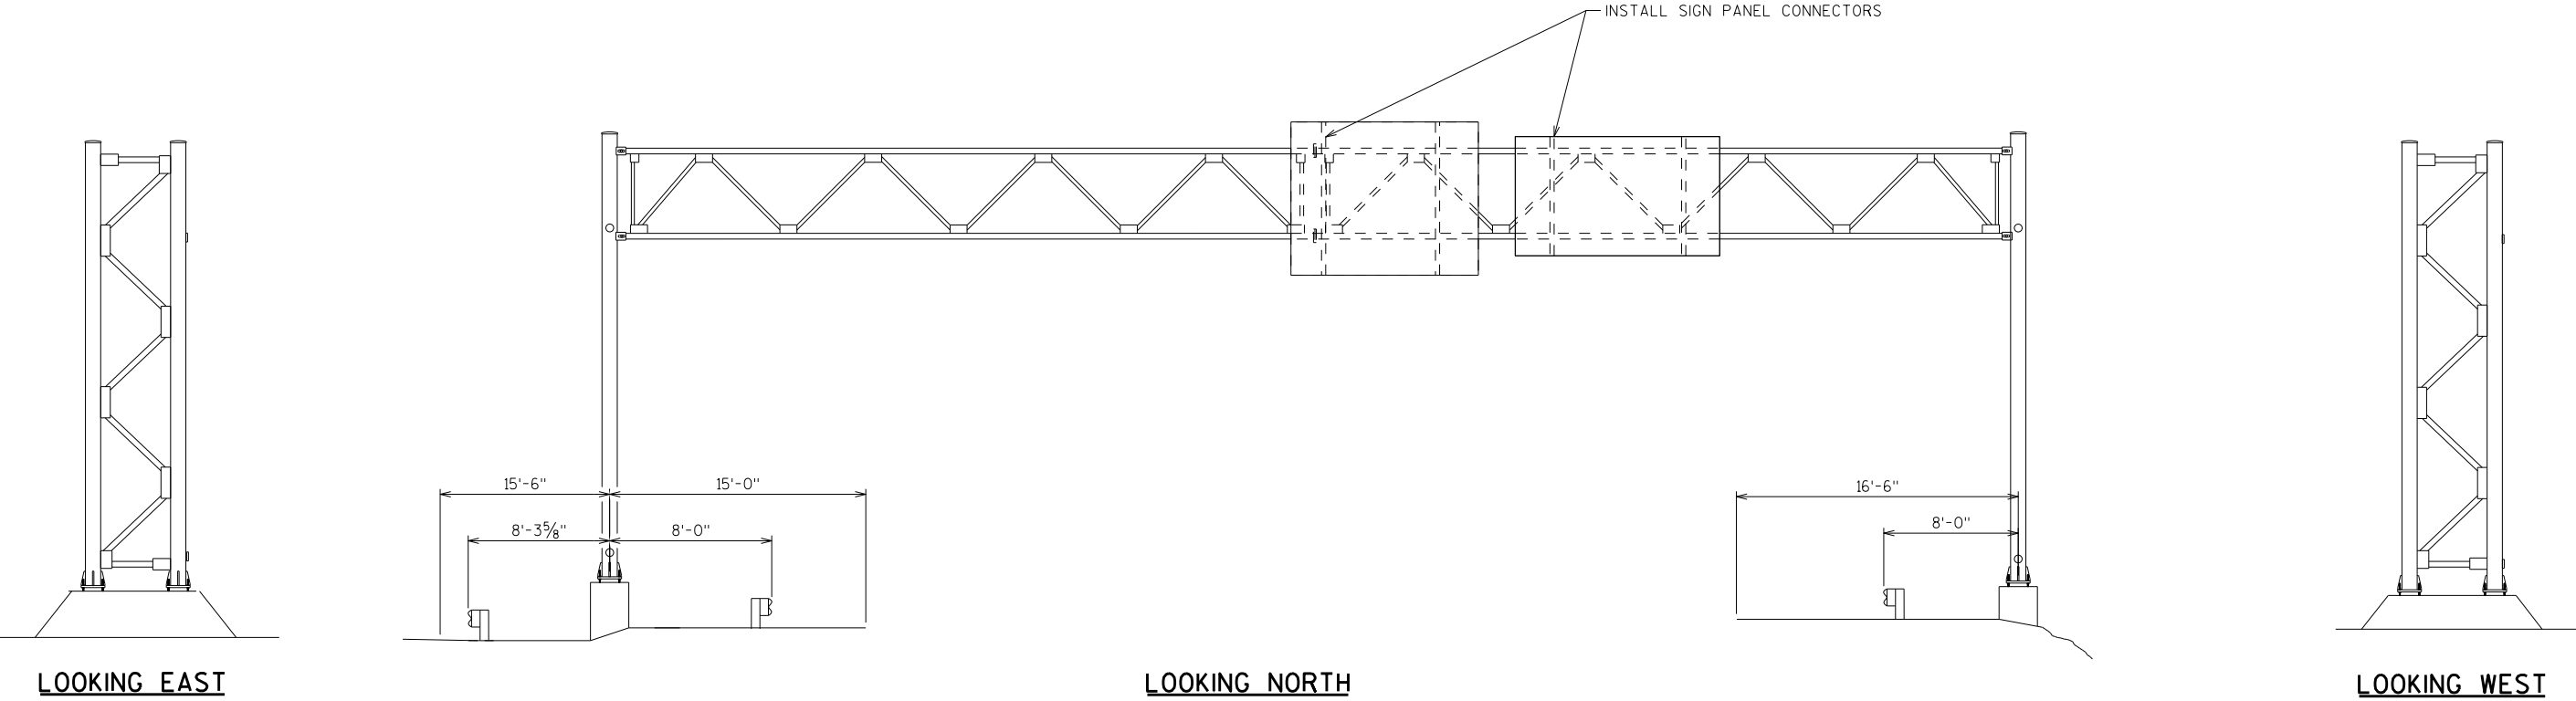 INSTALL SIGN PANEL CONNECTORS
15'-6"
15'-0"
16'-6"
8'-3⅝"
8'-0"
8'-0"
LOOKING EAST
LOOKING NORTH
LOOKING WEST